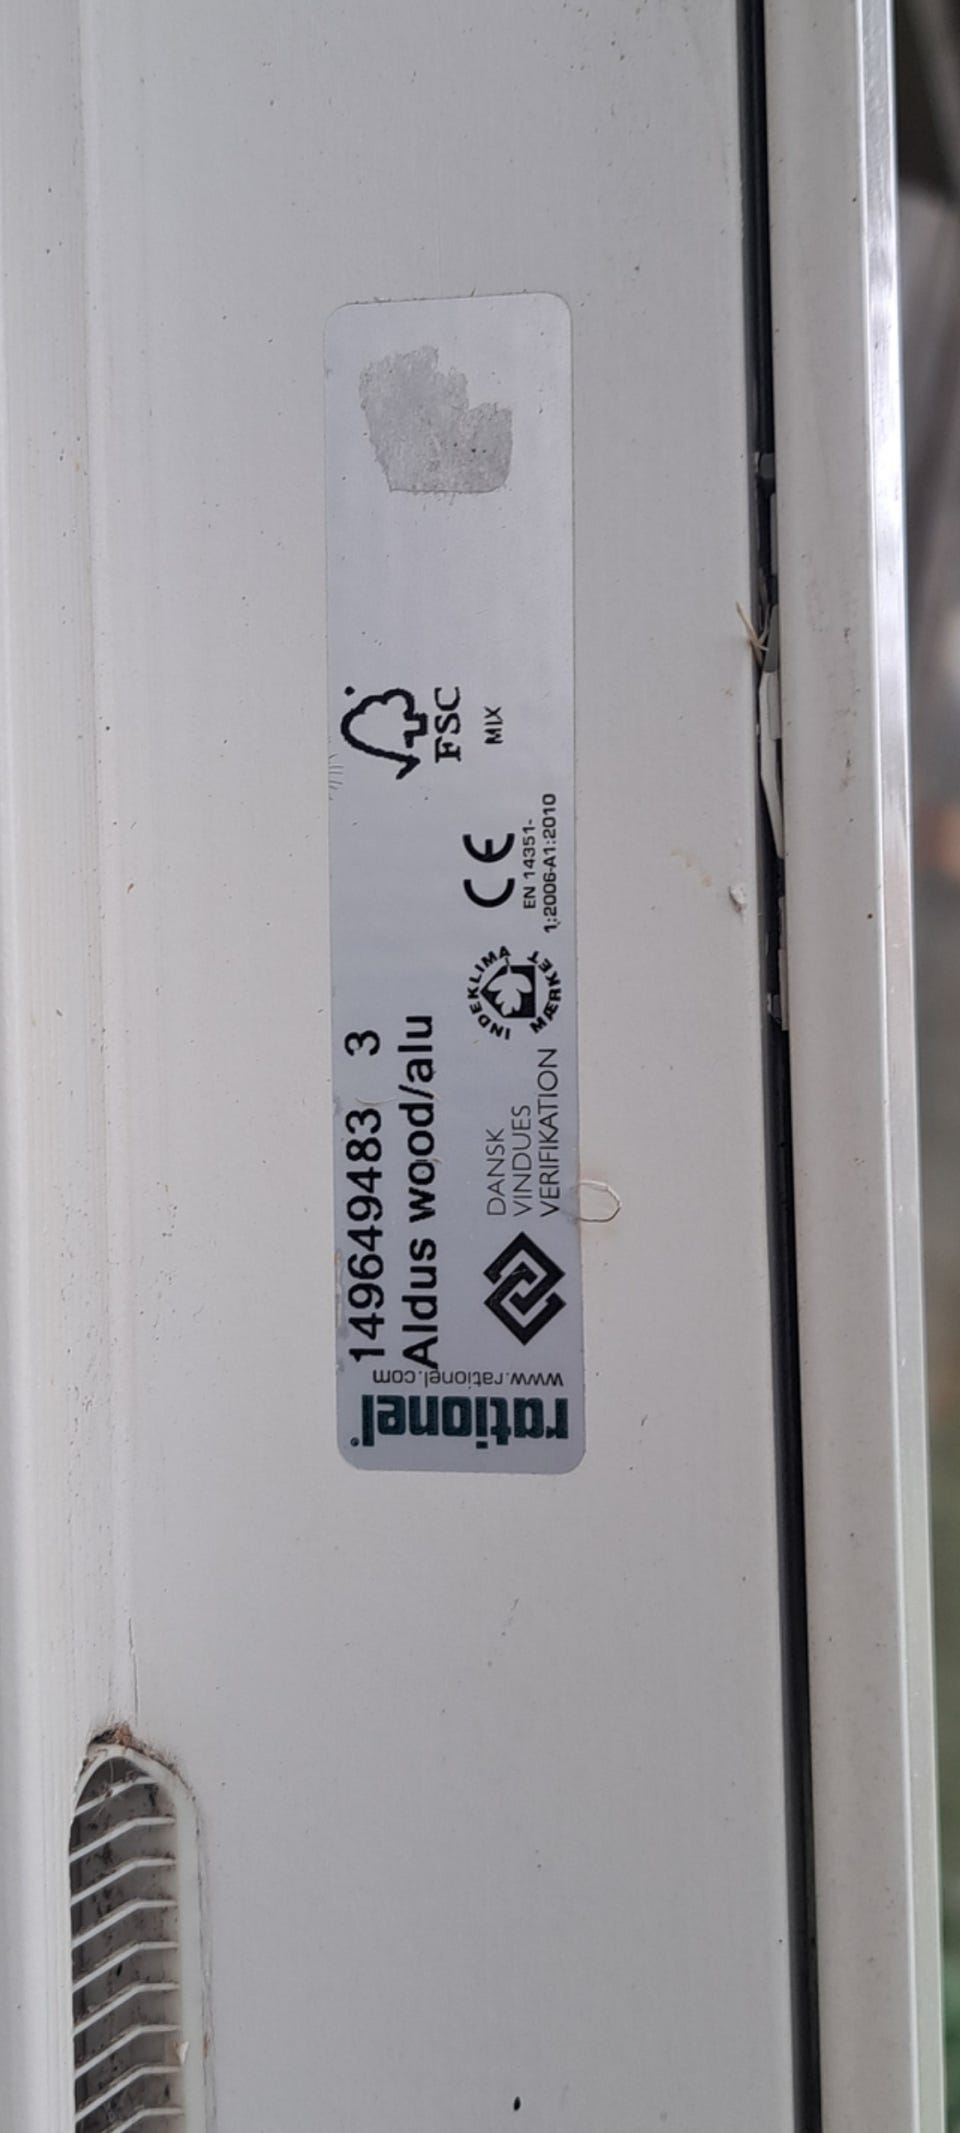 rationel®
www.rationel.com
149649483 3
Aldus wood/alu
DANSK
VINDUES
VERIFIKATION
INDEKLIMA
MÆRKET
CE
EN 14351-
1:2006-A1:2010
FSC
MIX